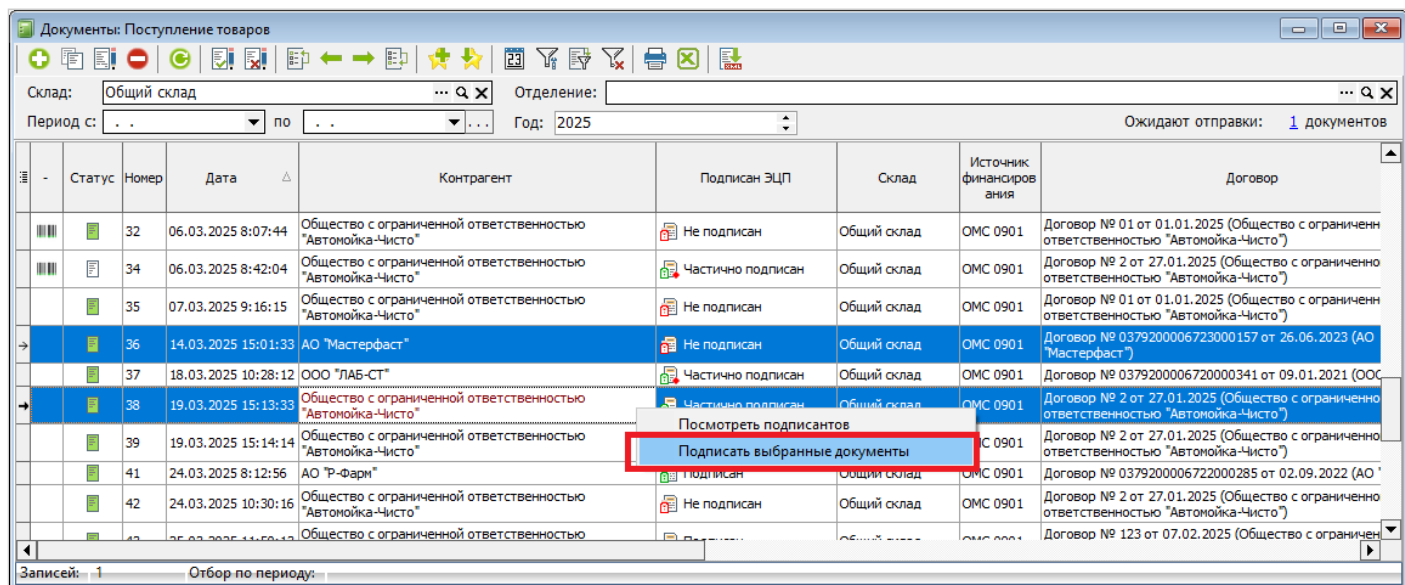 Документы: Поступление товаров
23
XML
Склад: Общий склад ... Отделение: ...
Период с: . . по . . ... Год: 2025 Ожидают отправки: 1 документов
- Статус Номер Дата Контрагент Подписан ЭЦП Склад Источник финансиров ания Договор
32 06.03.2025 8:07:44 Общество с ограниченной ответственностью "Автомойка-Чисто" Не подписан Общий склад ОМС 0901 Договор № 01 от 01.01.2025 (Общество с ограниченн ответственностью "Автомойка-Чисто")
34 06.03.2025 8:42:04 Общество с ограниченной ответственностью "Автомойка-Чисто" Частично подписан Общий склад ОМС 0901 Договор № 2 от 27.01.2025 (Общество с ограниченно ответственностью "Автомойка-Чисто")
35 07.03.2025 9:16:15 Общество с ограниченной ответственностью "Автомойка-Чисто" Не подписан Общий склад ОМС 0901 Договор № 01 от 01.01.2025 (Общество с ограниченн ответственностью "Автомойка-Чисто")
36 14.03.2025 15:01:33 АО "Мастерфаст" Не подписан Общий склад ОМС 0901 Договор № 0379200006723000157 от 26.06.2023 (АО "Мастерфаст")
37 18.03.2025 10:28:12 ООО "ЛАБ-СТ" Частично подписан Общий склад ОМС 0901 Договор № 0379200006720000341 от 09.01.2021 (ООО
38 19.03.2025 15:13:33 Общество с ограниченной ответственностью "Автомойка-Чисто" Частично подписан Общий склад ОМС 0901 Договор № 2 от 27.01.2025 (Общество с ограниченно ответственностью "Автомойка-Чисто")
Посмотреть подписантов
Подписать выбранные документы
39 19.03.2025 15:14:14 Общество с ограниченной ответственностью "Автомойка-Чисто" 0901 Договор № 2 от 27.01.2025 (Общество с ограниченно ответственностью "Автомойка-Чисто")
41 24.03.2025 8:12:56 АО "Р-Фарм" Подписан Общий склад ОМС 0901 Договор № 0379200006722000285 от 02.09.2022 (АО "
42 24.03.2025 10:30:16 Общество с ограниченной ответственностью "Автомойка-Чисто" Не подписан Общий склад ОМС 0901 Договор № 2 от 27.01.2025 (Общество с ограниченно ответственностью "Автомойка-Чисто")
Общество с ограниченной ответственностью Договор № 123 от 07.02.2025 (Общество с ограничен
Записей: 1 Отбор по периоду: